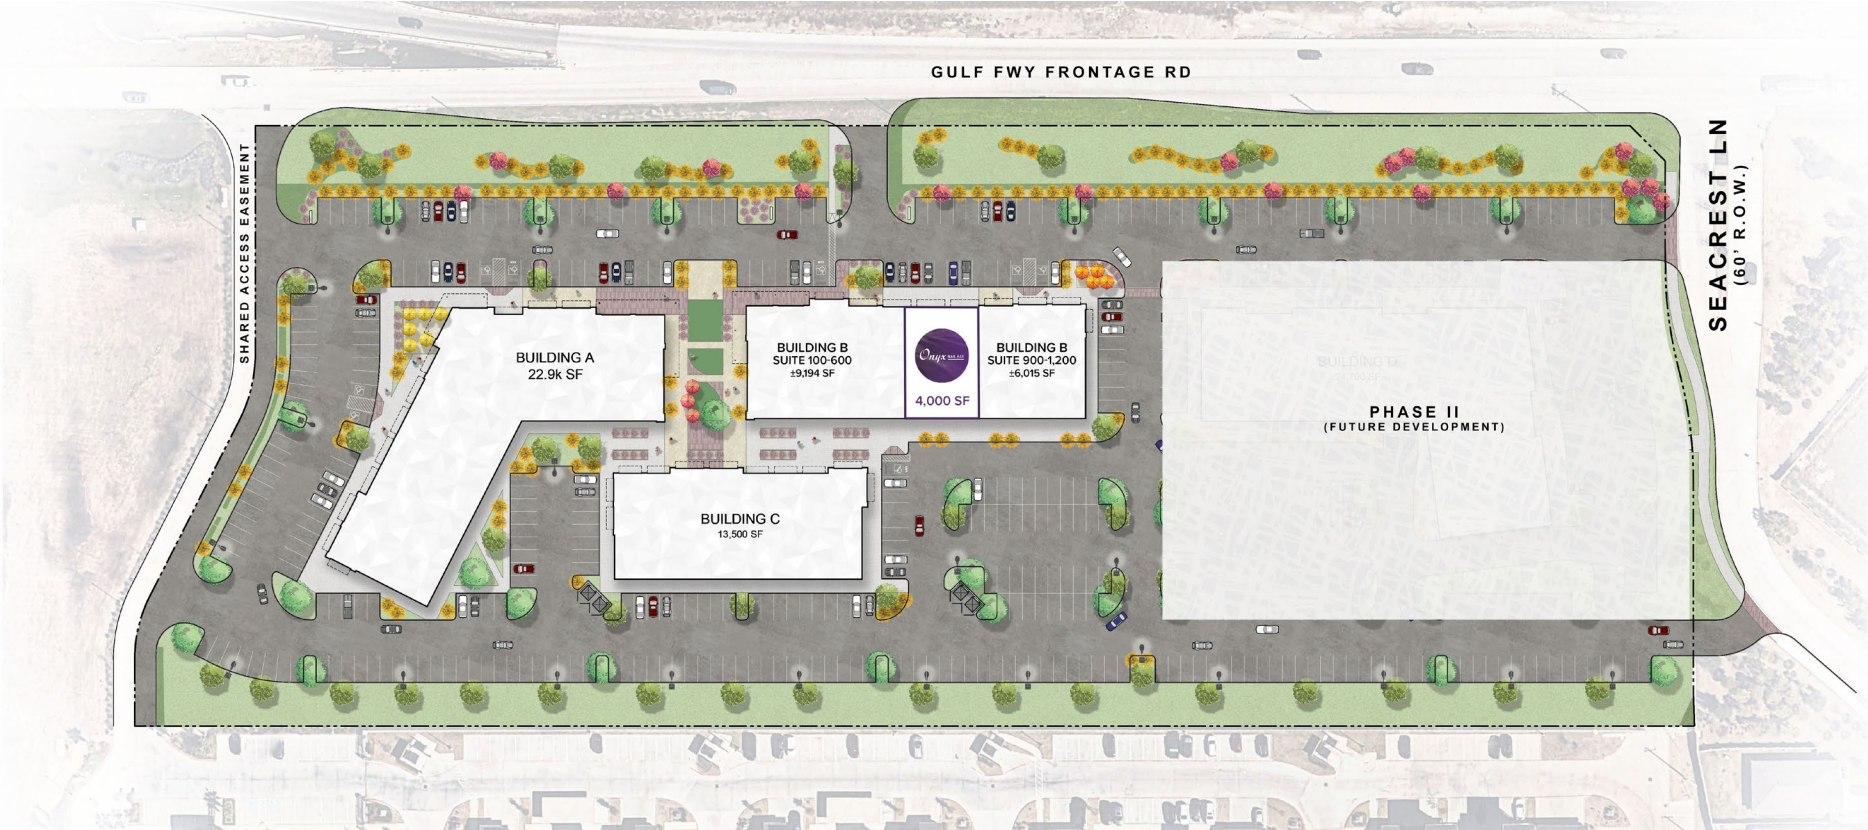 GULF FWY FRONTAGE RD
SHARED ACCESS EASEMENT
SEACREST LN
(60' R.O.W.)
BUILDING A
22.9k SF
BUILDING B
SUITE 100-600
±9,194 SF
Onyx
4,000 SF
BUILDING B
SUITE 900-1,200
±6,015 SF
BUILDING D
PHASE II
(FUTURE DEVELOPMENT)
BUILDING C
13,500 SF